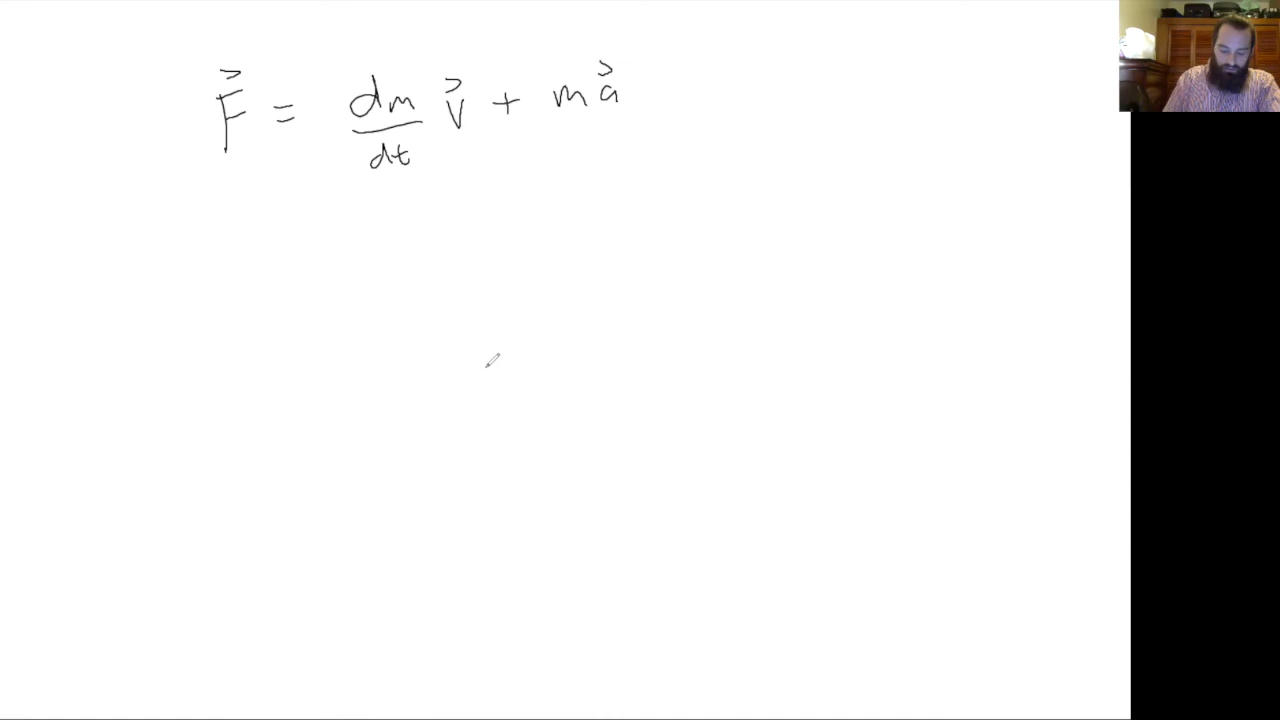 F⃗ = dm/dt v⃗ + m a⃗